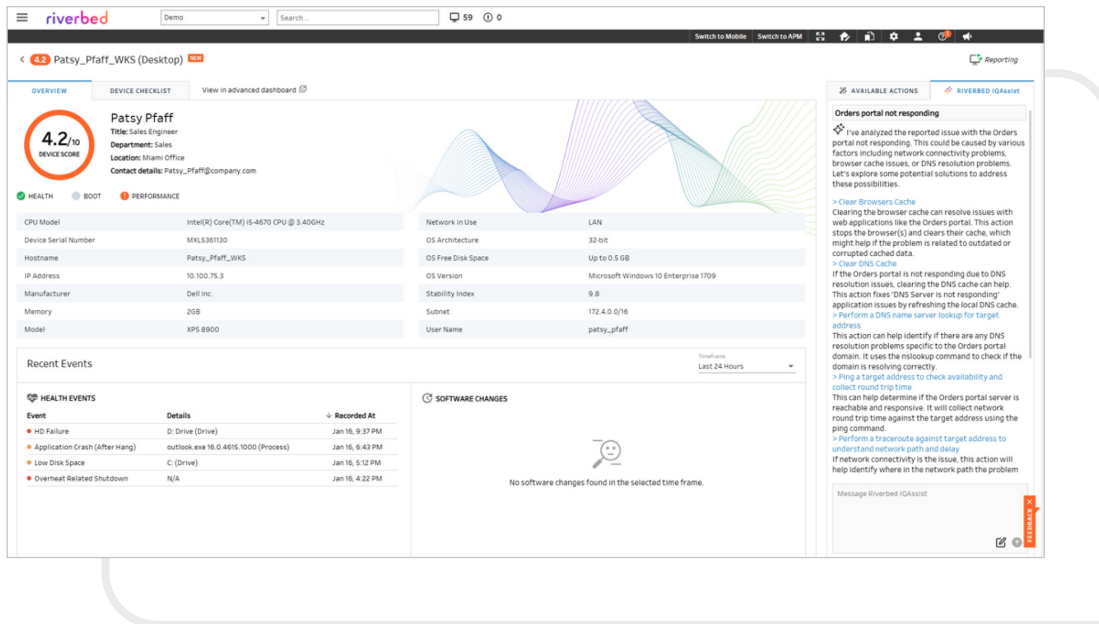 riverbed
Demo
Search...
59
0
Switch to Mobile Switch to APM
4.2 Patsy_Pfaff_WKS (Desktop) NEW
Reporting
OVERVIEW DEVICE CHECKLIST View in advanced dashboard
4.2/10
DEVICE SCORE
Patsy Pfaff
Title: Sales Engineer
Department: Sales
Location: Miami Office
Contact details: Patsy_Pfaff@company.com
HEALTH BOOT PERFORMANCE
CPU Model Intel(R) Core(TM) i5-4670 CPU @ 3.40GHz
Device Serial Number MXL5361130
Hostname Patsy_Pfaff_WKS
IP Address 10.100.75.3
Manufacturer Dell Inc.
Memory 2GB
Model XPS 8900
Network in Use LAN
OS Architecture 32-bit
OS Free Disk Space Up to 0.5 GB
OS Version Microsoft Windows 10 Enterprise 1709
Stability Index 9.8
Subnet 172.4.0.0/16
User Name patsy_pfaff
Recent Events
Timeframe
Last 24 Hours
HEALTH EVENTS
Event Details Recorded At
HD Failure D: Drive (Drive) Jan 16, 9:37 PM
Application Crash (After Hang) outlook.exe 16.0.4615.1000 (Process) Jan 16, 6:43 PM
Low Disk Space C: (Drive) Jan 16, 5:12 PM
Overheat Related Shutdown N/A Jan 16, 4:22 PM
SOFTWARE CHANGES
No software changes found in the selected time frame.
AVAILABLE ACTIONS RIVERBED IQAssist
Orders portal not responding
I've analyzed the reported issue with the Orders
portal not responding. This could be caused by various
factors including network connectivity problems,
browser cache issues, or DNS resolution problems.
Let's explore some potential solutions to address
these possibilities.
> Clear Browsers Cache
Clearing the browser cache can resolve issues with
web applications like the Orders portal. This action
stops the browser(s) and clears their cache, which
might help if the problem is related to outdated or
corrupted cached data.
> Clear DNS Cache
If the Orders portal is not responding due to DNS
resolution issues, clearing the DNS cache can help.
This action fixes 'DNS Server is not responding'
application issues by refreshing the local DNS cache.
> Perform a DNS name server lookup for target
address
This action can help identify if there are any DNS
resolution problems specific to the Orders portal
domain. It uses the nslookup command to check if the
domain is resolving correctly.
> Ping a target address to check availability and
collect round trip time
This can help determine if the Orders portal server is
reachable and responsive. It will collect network
round trip time against the target address using the
ping command.
> Perform a traceroute against target address to
understand network path and delay
If network connectivity is the issue, this action will
help identify where in the network path the problem
Message Riverbed IQAssist
FEEDBACK